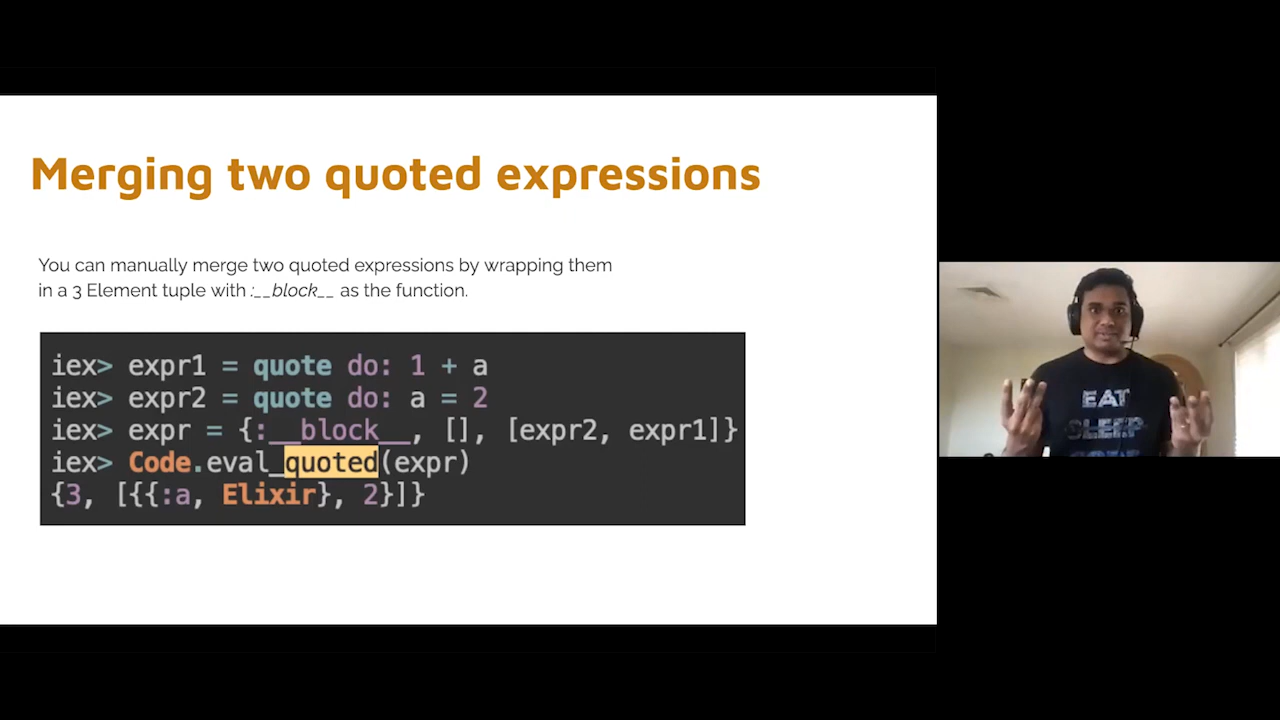 Merging two quoted expressions
You can manually merge two quoted expressions by wrapping them
in a 3 Element tuple with :__block__ as the function.
iex> expr1 = quote do: 1 + a
iex> expr2 = quote do: a = 2
iex> expr = {:__block__, [], [expr2, expr1]}
iex> Code.eval_quoted(expr)
{3, [{{:a, Elixir}, 2}]}
EAT
SLEEP